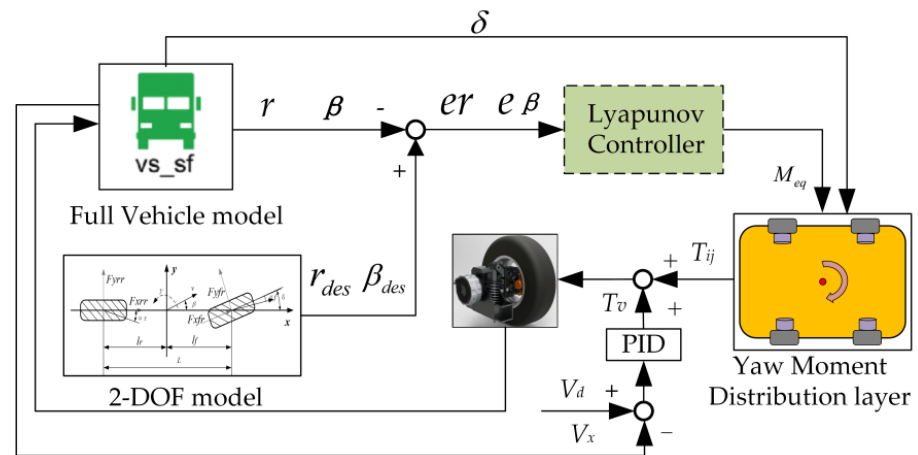 δ
r β - er e β
+
vs_sf
Full Vehicle model
Lyapunov
Controller
M_eq
r_des β_des
+ T_ij
T_v +
PID
V_d +
V_x −
Fyrr
Fxrr
y
v
β
Fyfr
Fxfr
δ
x
lr
lf
L
2-DOF model
Yaw Moment
Distribution layer